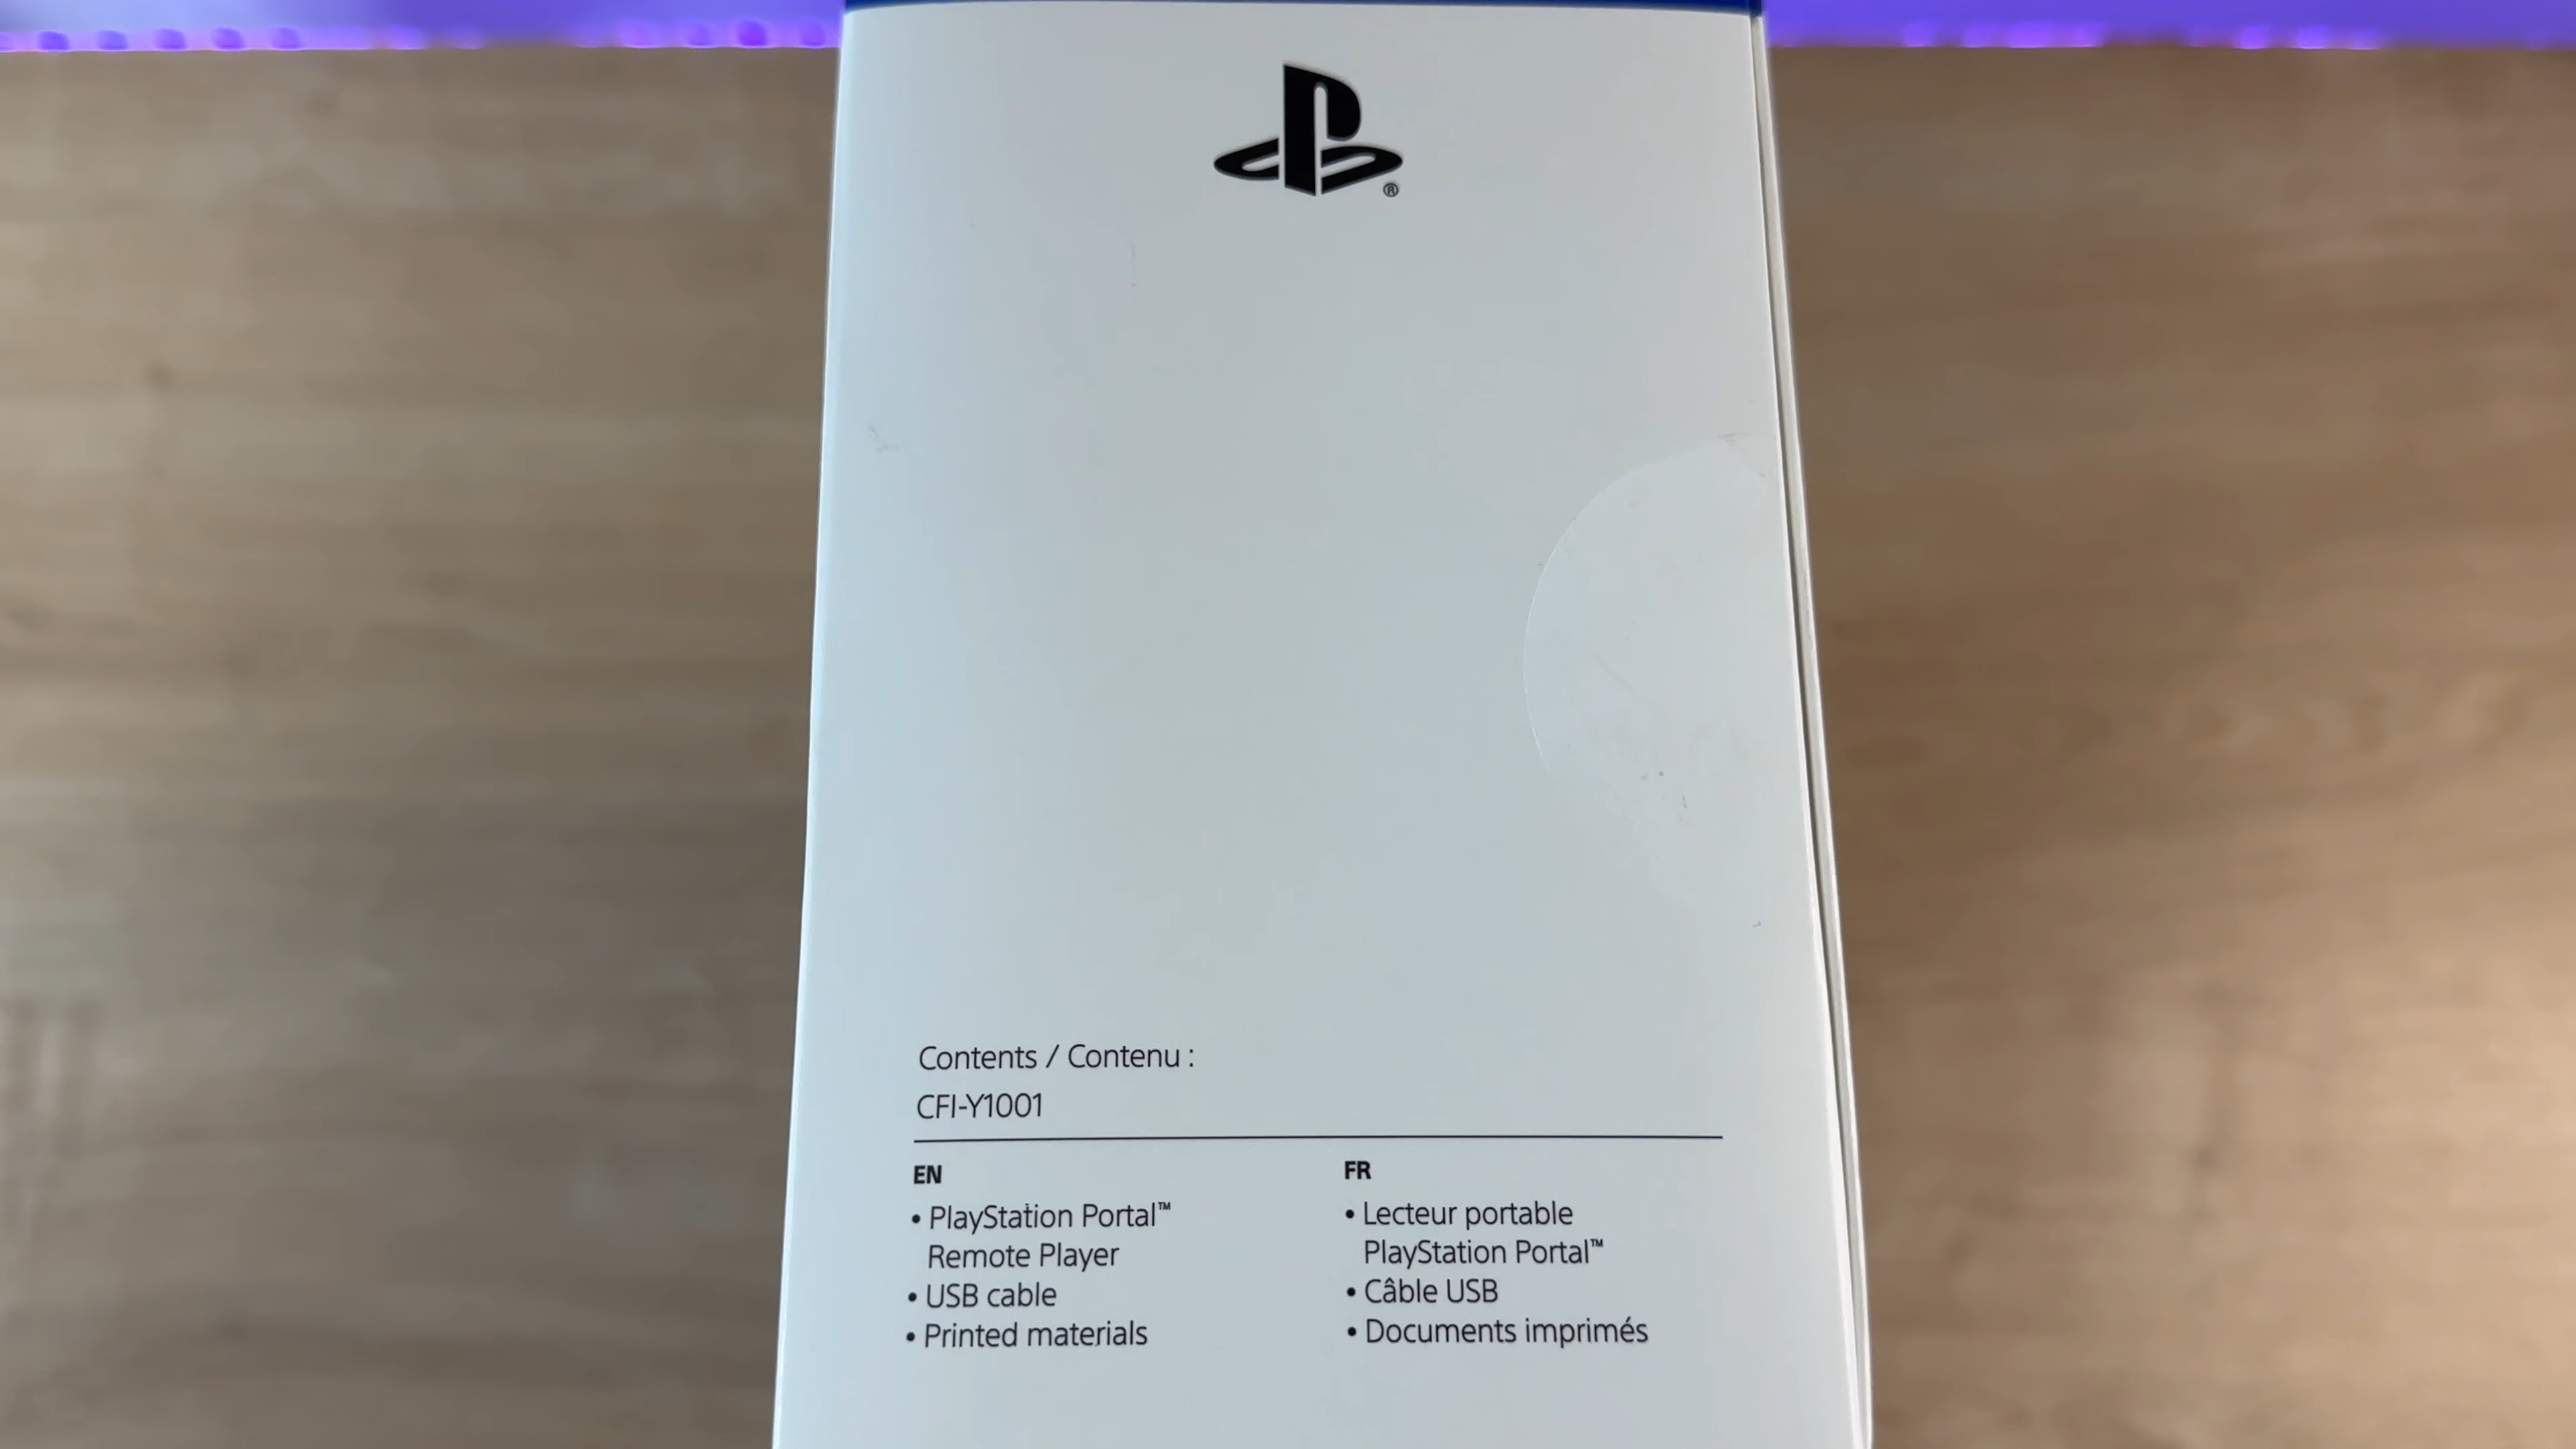 ®
Contents / Contenu :
CFI-Y1001
EN
• PlayStation Portal™
Remote Player
• USB cable
• Printed materials
FR
• Lecteur portable
PlayStation Portal™
• Câble USB
• Documents imprimés